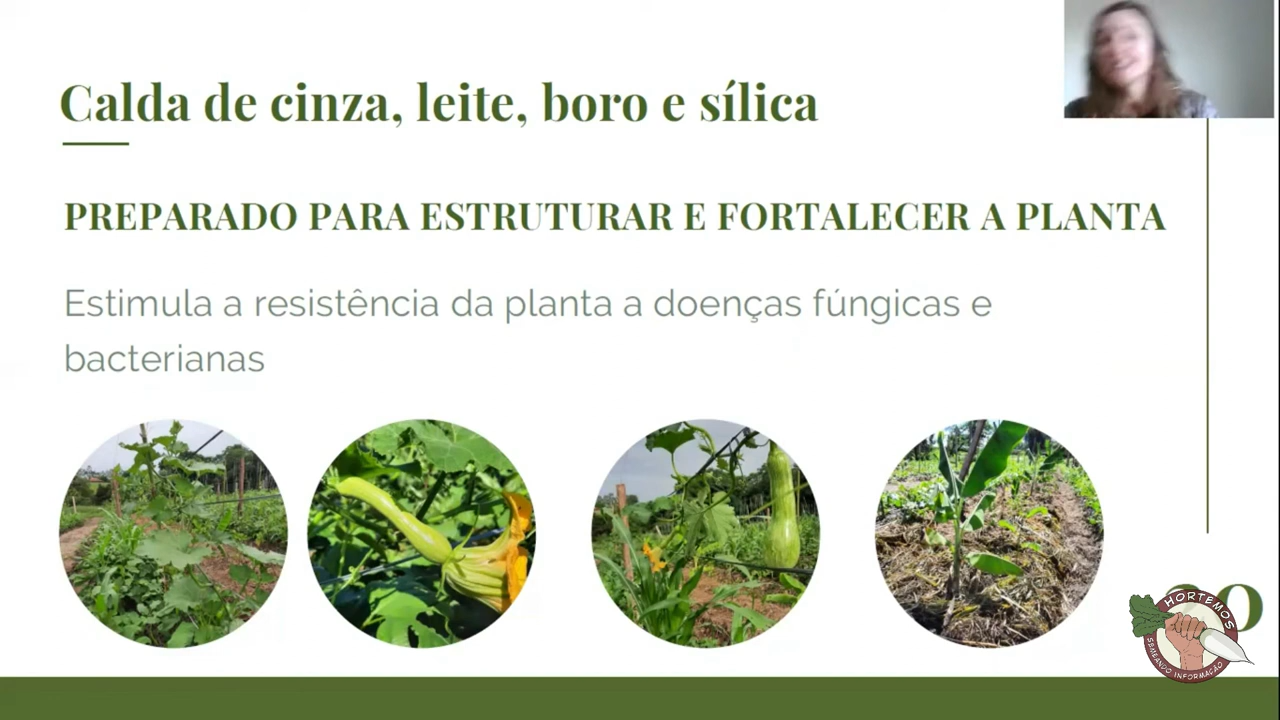 Calda de cinza, leite, boro e sílica
PREPARADO PARA ESTRUTURAR E FORTALECER A PLANTA
Estimula a resistência da planta a doenças fúngicas e
bacterianas
HORTEMOS
SEMEANDO INFORMAÇÃO